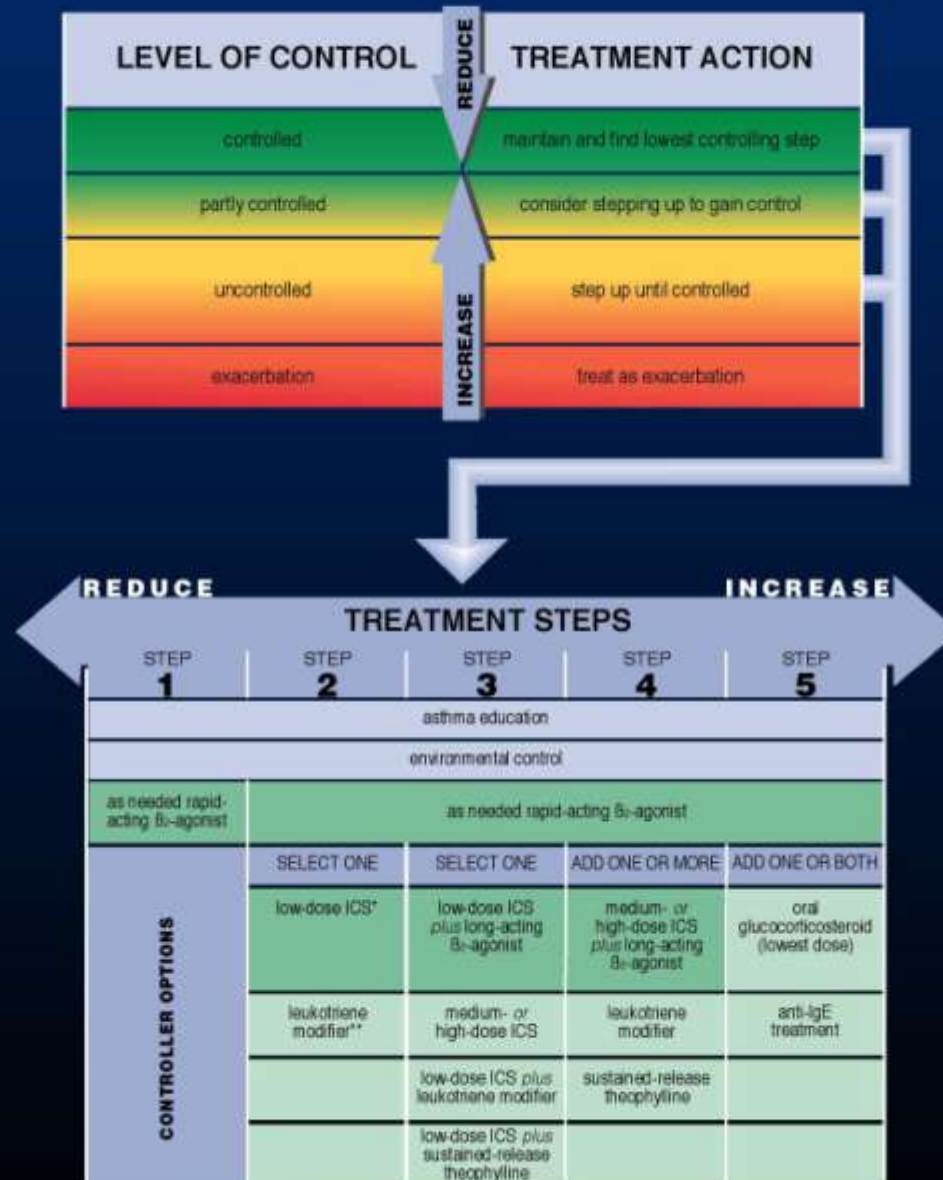 LEVEL OF CONTROL
REDUCE
TREATMENT ACTION
controlled
maintain and find lowest controlling step
partly controlled
consider stepping up to gain control
uncontrolled
step up until controlled
INCREASE
exacerbation
treat as exacerbation
REDUCE
INCREASE
TREATMENT STEPS
STEP
1
STEP
2
STEP
3
STEP
4
STEP
5
asthma education
environmental control
as needed rapid-
acting β₂-agonist
as needed rapid-acting β₂-agonist
CONTROLLER OPTIONS
SELECT ONE
SELECT ONE
ADD ONE OR MORE
ADD ONE OR BOTH
low-dose ICS*
low-dose ICS
plus long-acting
β₂-agonist
medium- or
high-dose ICS
plus long-acting
β₂-agonist
oral
glucocorticosteroid
(lowest dose)
leukotriene
modifier**
medium- or
high-dose ICS
leukotriene
modifier
anti-IgE
treatment
low-dose ICS plus
leukotriene modifier
sustained-release
theophylline
low-dose ICS plus
sustained-release
theophylline